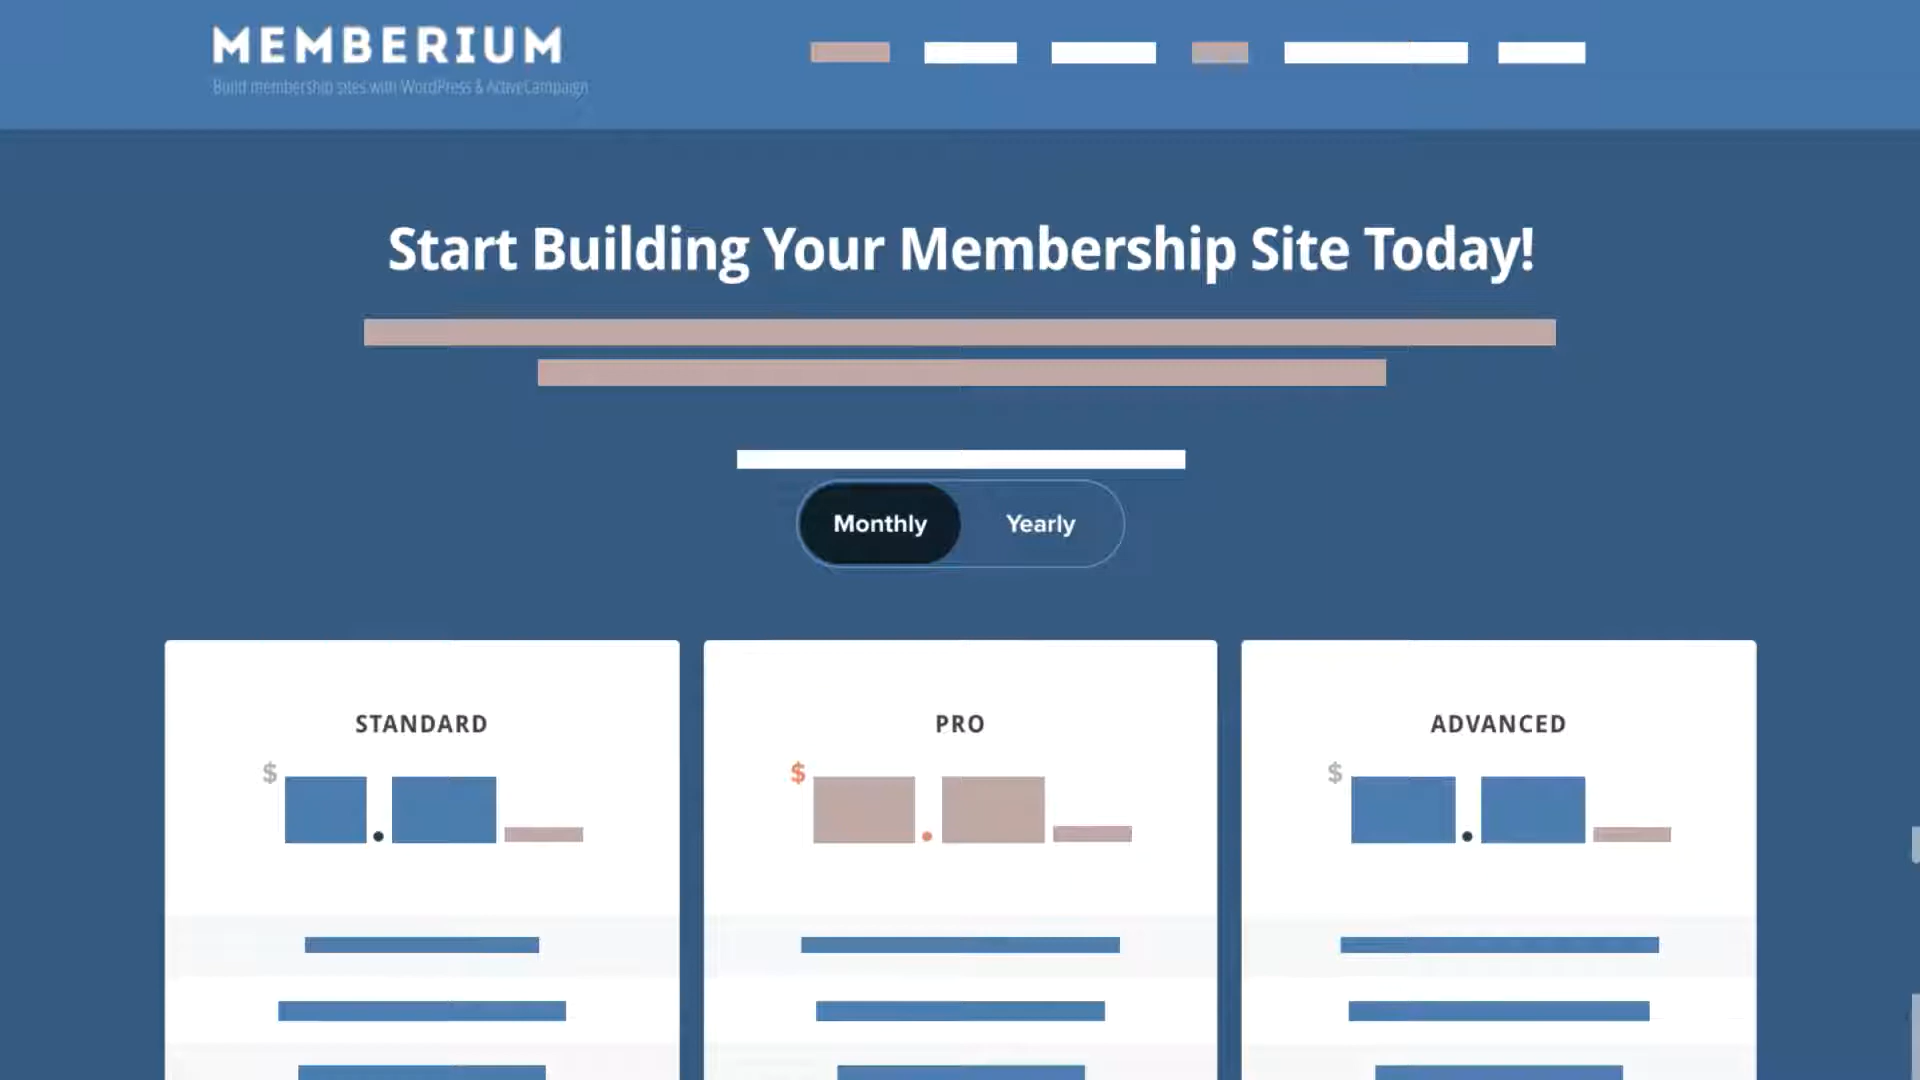 MEMBERIUM
Build membership sites with WordPress & ActiveCampaign
Start Building Your Membership Site Today!
Monthly Yearly
STANDARD PRO ADVANCED
$ . $ . $ .